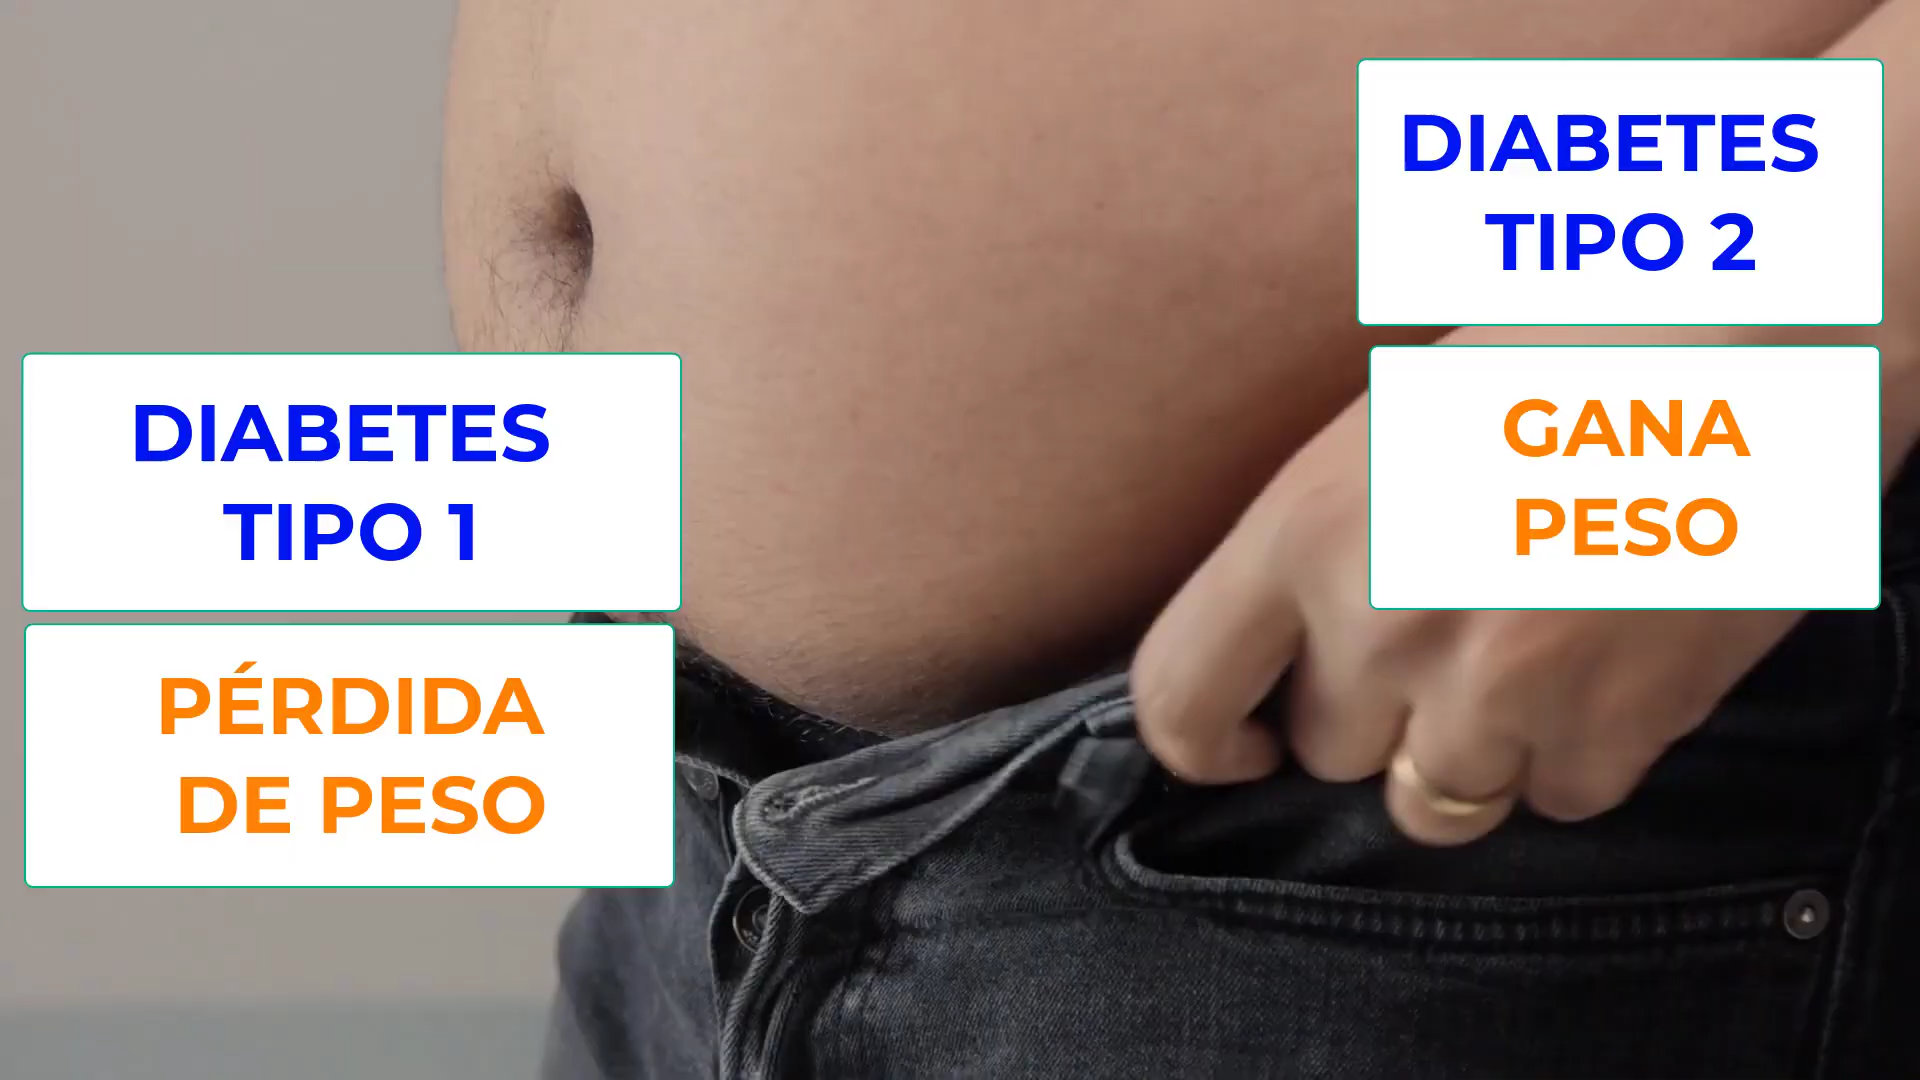 DIABETES
TIPO 1
PÉRDIDA
DE PESO
DIABETES
TIPO 2
GANA
PESO